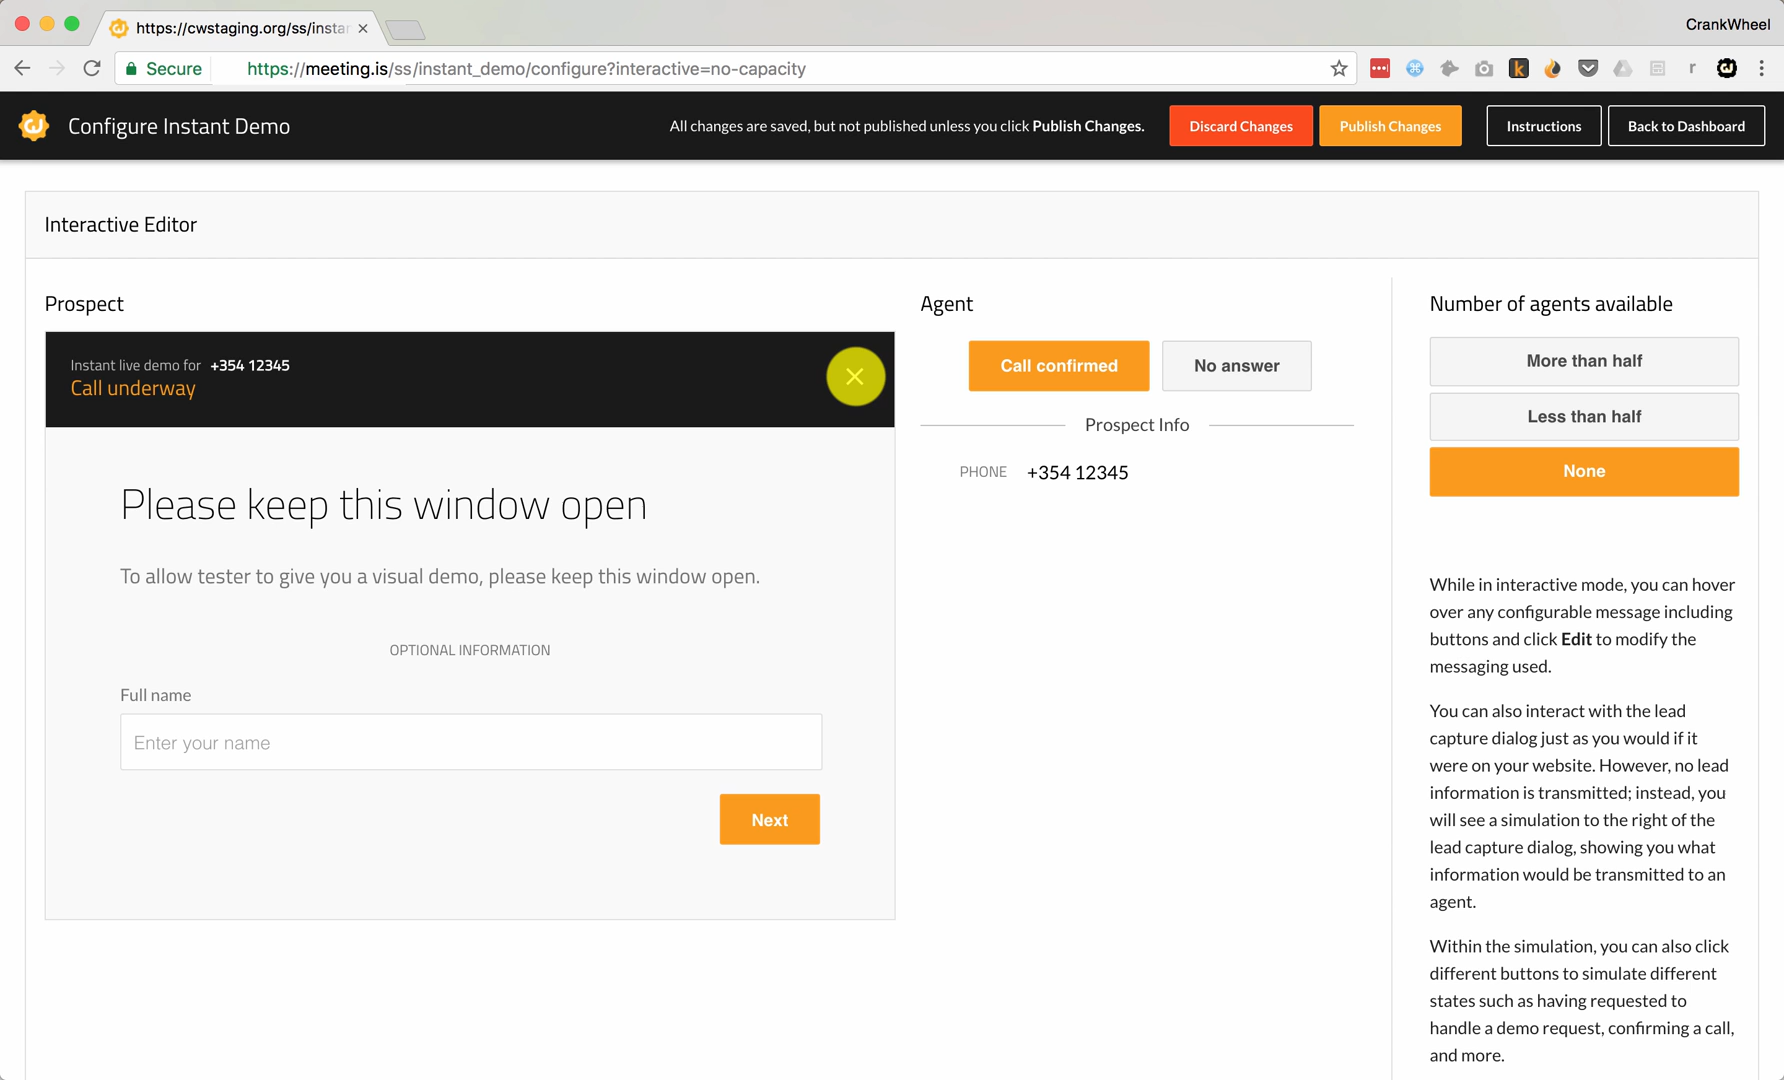 https://cwstaging.org/ss/insta
CrankWheel
Secure
https://meeting.is/ss/instant_demo/configure?interactive=no-capacity
Configure Instant Demo
All changes are saved, but not published unless you click Publish Changes.
Discard Changes
Publish Changes
Instructions
Back to Dashboard
Interactive Editor
Prospect
Instant live demo for +354 12345
Call underway
Please keep this window open
To allow tester to give you a visual demo, please keep this window open.
OPTIONAL INFORMATION
Full name
Enter your name
Next
Agent
Call confirmed
No answer
Prospect Info
PHONE +354 12345
Number of agents available
More than half
Less than half
None
While in interactive mode, you can hover
over any configurable message including
buttons and click Edit to modify the
messaging used.
You can also interact with the lead
capture dialog just as you would if it
were on your website. However, no lead
information is transmitted; instead, you
will see a simulation to the right of the
lead capture dialog, showing you what
information would be transmitted to an
agent.
Within the simulation, you can also click
different buttons to simulate different
states such as having requested to
handle a demo request, confirming a call,
and more.